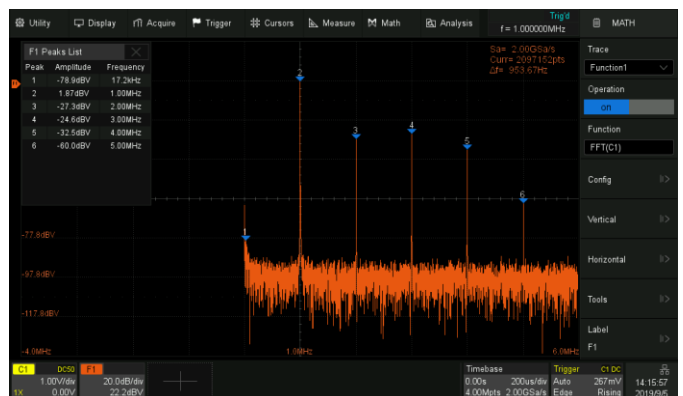 Utility Display Acquire Trigger Cursors Measure Math Analysis Trig'd
f = 1.000000MHz
MATH
F1 Peaks List
Peak Amplitude Frequency
1 -78.9dBV 17.2kHz
2 1.87dBV 1.00MHz
3 -27.3dBV 2.00MHz
4 -24.6dBV 3.00MHz
5 -32.5dBV 4.00MHz
6 -60.0dBV 5.00MHz
Sa= 2.00GSa/s
Curr= 2097152pts
Δf= 953.67Hz
2
3
4
5
6
1
-77.8dBV
-97.8dBV
-117.8dBV
-4.0MHz 1.0MHz 6.0MHz
Trace
Function1
Operation
on
Function
FFT(C1)
Config
Vertical
Horizontal
Tools
Label
F1
C1 DC50 F1 Timebase Trigger C1 DC
1.00V/div 20.0dB/div 0.00s 200us/div Auto 267mV 14:15:57
1X 0.00V 22.2dBV 4.00Mpts 2.00GSa/s Edge Rising 2019/9/5